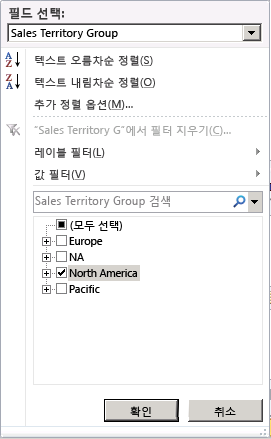 필드 선택:
Sales Territory Group
텍스트 오름차순 정렬(S)
텍스트 내림차순 정렬(O)
추가 정렬 옵션(M)...
"Sales Territory G"에서 필터 지우기(C)...
레이블 필터(L)
값 필터(V)
Sales Territory Group 검색
(모두 선택)
Europe
NA
North America
Pacific
확인
취소